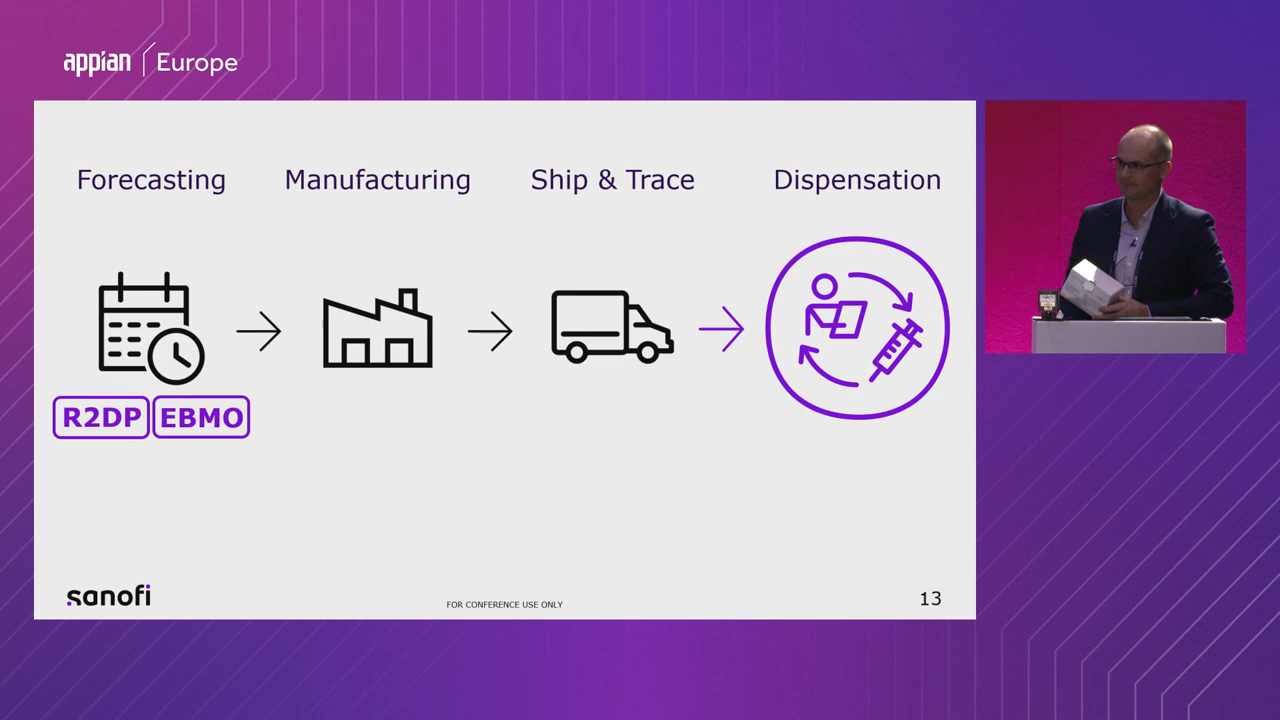 appian Europe
Forecasting Manufacturing Ship & Trace Dispensation
R2DP EBMO
sanofi
FOR CONFERENCE USE ONLY
13